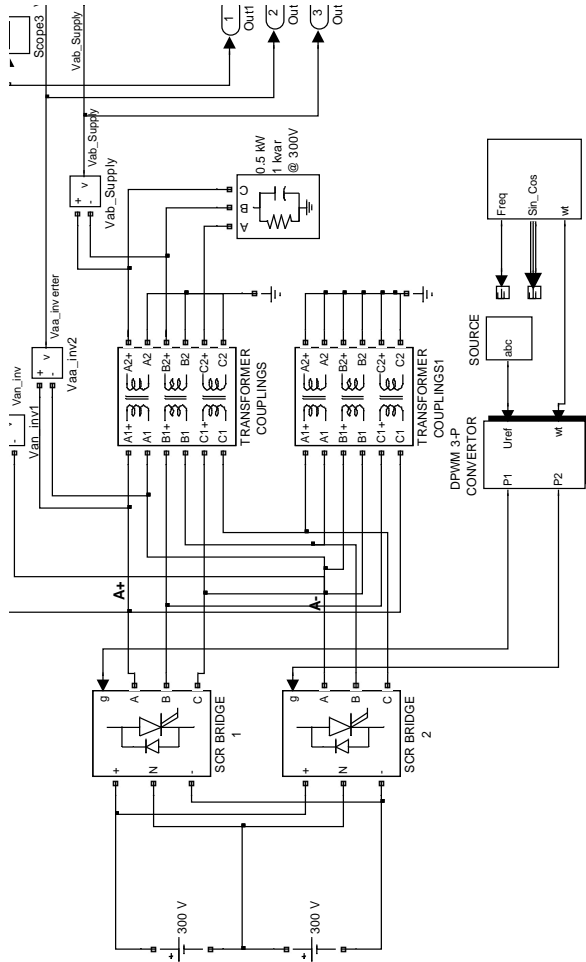 300 V
+
300 V
+
+
N
-
g
A
B
C
SCR BRIDGE
1
+
N
-
g
A
B
C
SCR BRIDGE
2
A+
A-
Van_inv
-
Van_inv1
+
-
v
Vaa_inverter
Vaa_inv2
+
-
v
Vab_Supply
Vab_Supply
Scope3
Vab_Supply
1
Out1
2
Out
3
Out
A1+
A1
B1+
B1
C1+
C1
A2+
A2
B2+
B2
C2+
C2
TRANSFORMER
COUPLINGS
A1+
A1
B1+
B1
C1+
C1
A2+
A2
B2+
B2
C2+
C2
TRANSFORMER
COUPLINGS1
A
B
C
0.5 kW
1 kvar
@ 300V
P1
P2
Uref
wt
DPWM 3-P
CONVERTOR
abc
SOURCE
Freq
Sin_Cos
wt